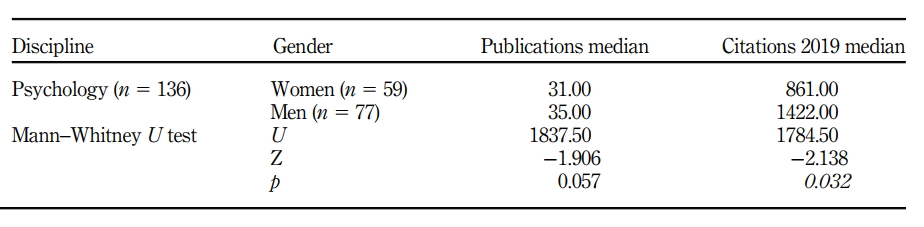 Discipline Gender Publications median Citations 2019 median
Psychology (n = 136) Women (n = 59) 31.00 861.00
Men (n = 77) 35.00 1422.00
Mann–Whitney U test U 1837.50 1784.50
Z −1.906 −2.138
p 0.057 0.032